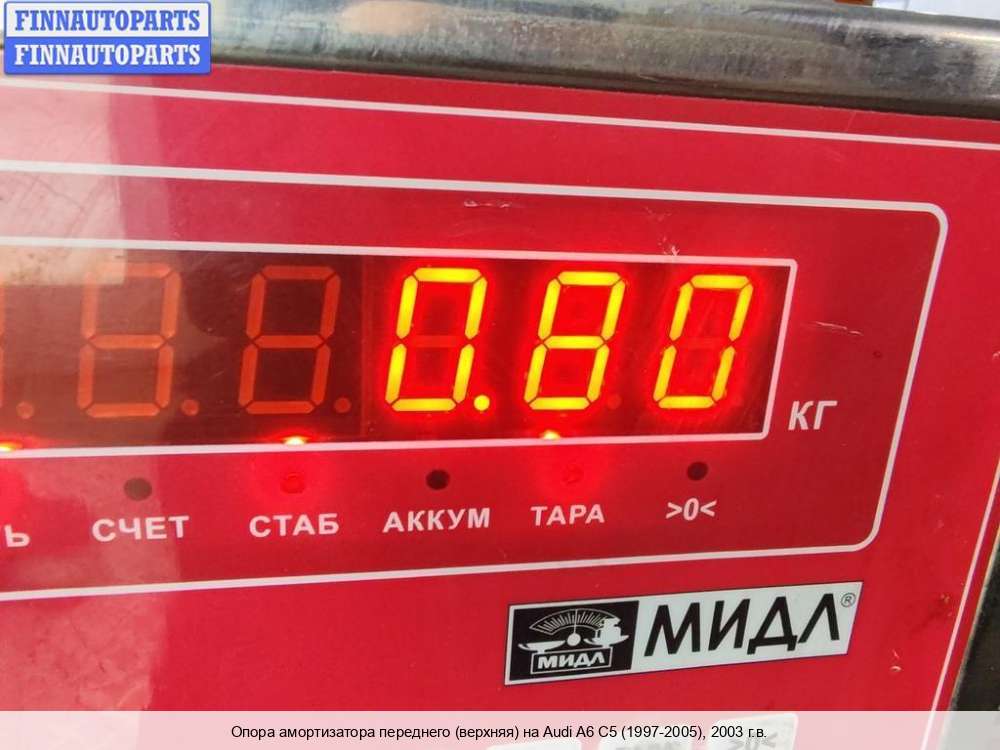 FINNAUTOPARTS
FINNAUTOPARTS
0.80
КГ
СЧЕТ СТАБ АККУМ ТАРА >0<
МИДЛ МИДЛ®
>0<
Опора амортизатора переднего (верхняя) на Audi A6 C5 (1997-2005), 2003 г.в.